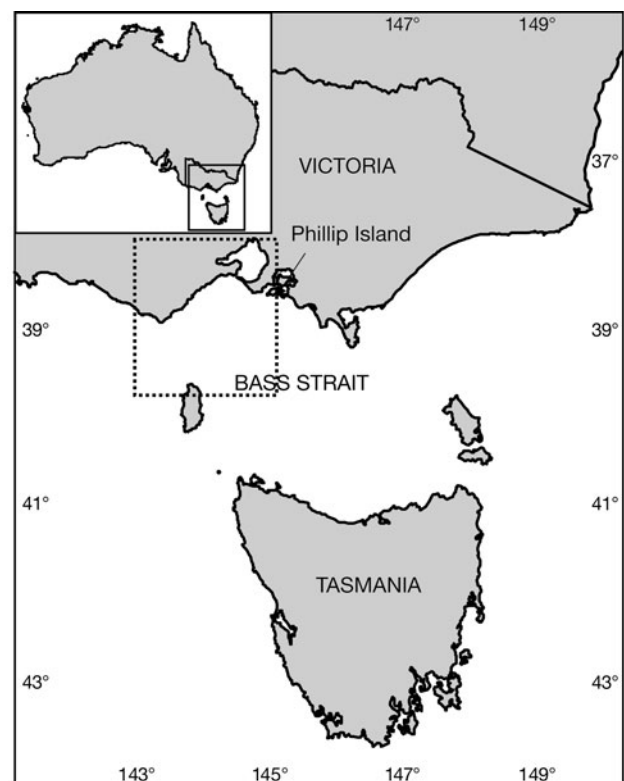 147° 149°
37°
VICTORIA
Phillip Island
39° 39°
BASS STRAIT
41° 41°
TASMANIA
43° 43°
143° 145° 147° 149°